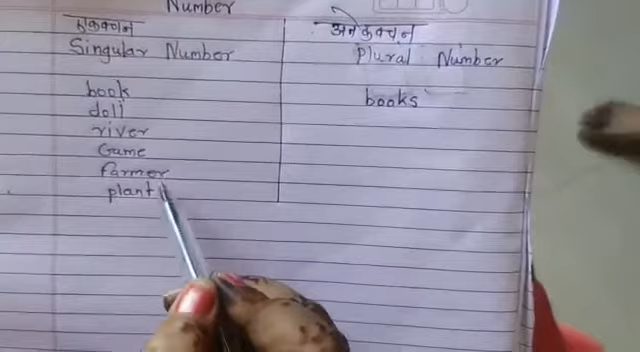 Number
एकवचन अनेकवचन
Singular Number Plural Number
book books
doll
river
Game
farmer
plant